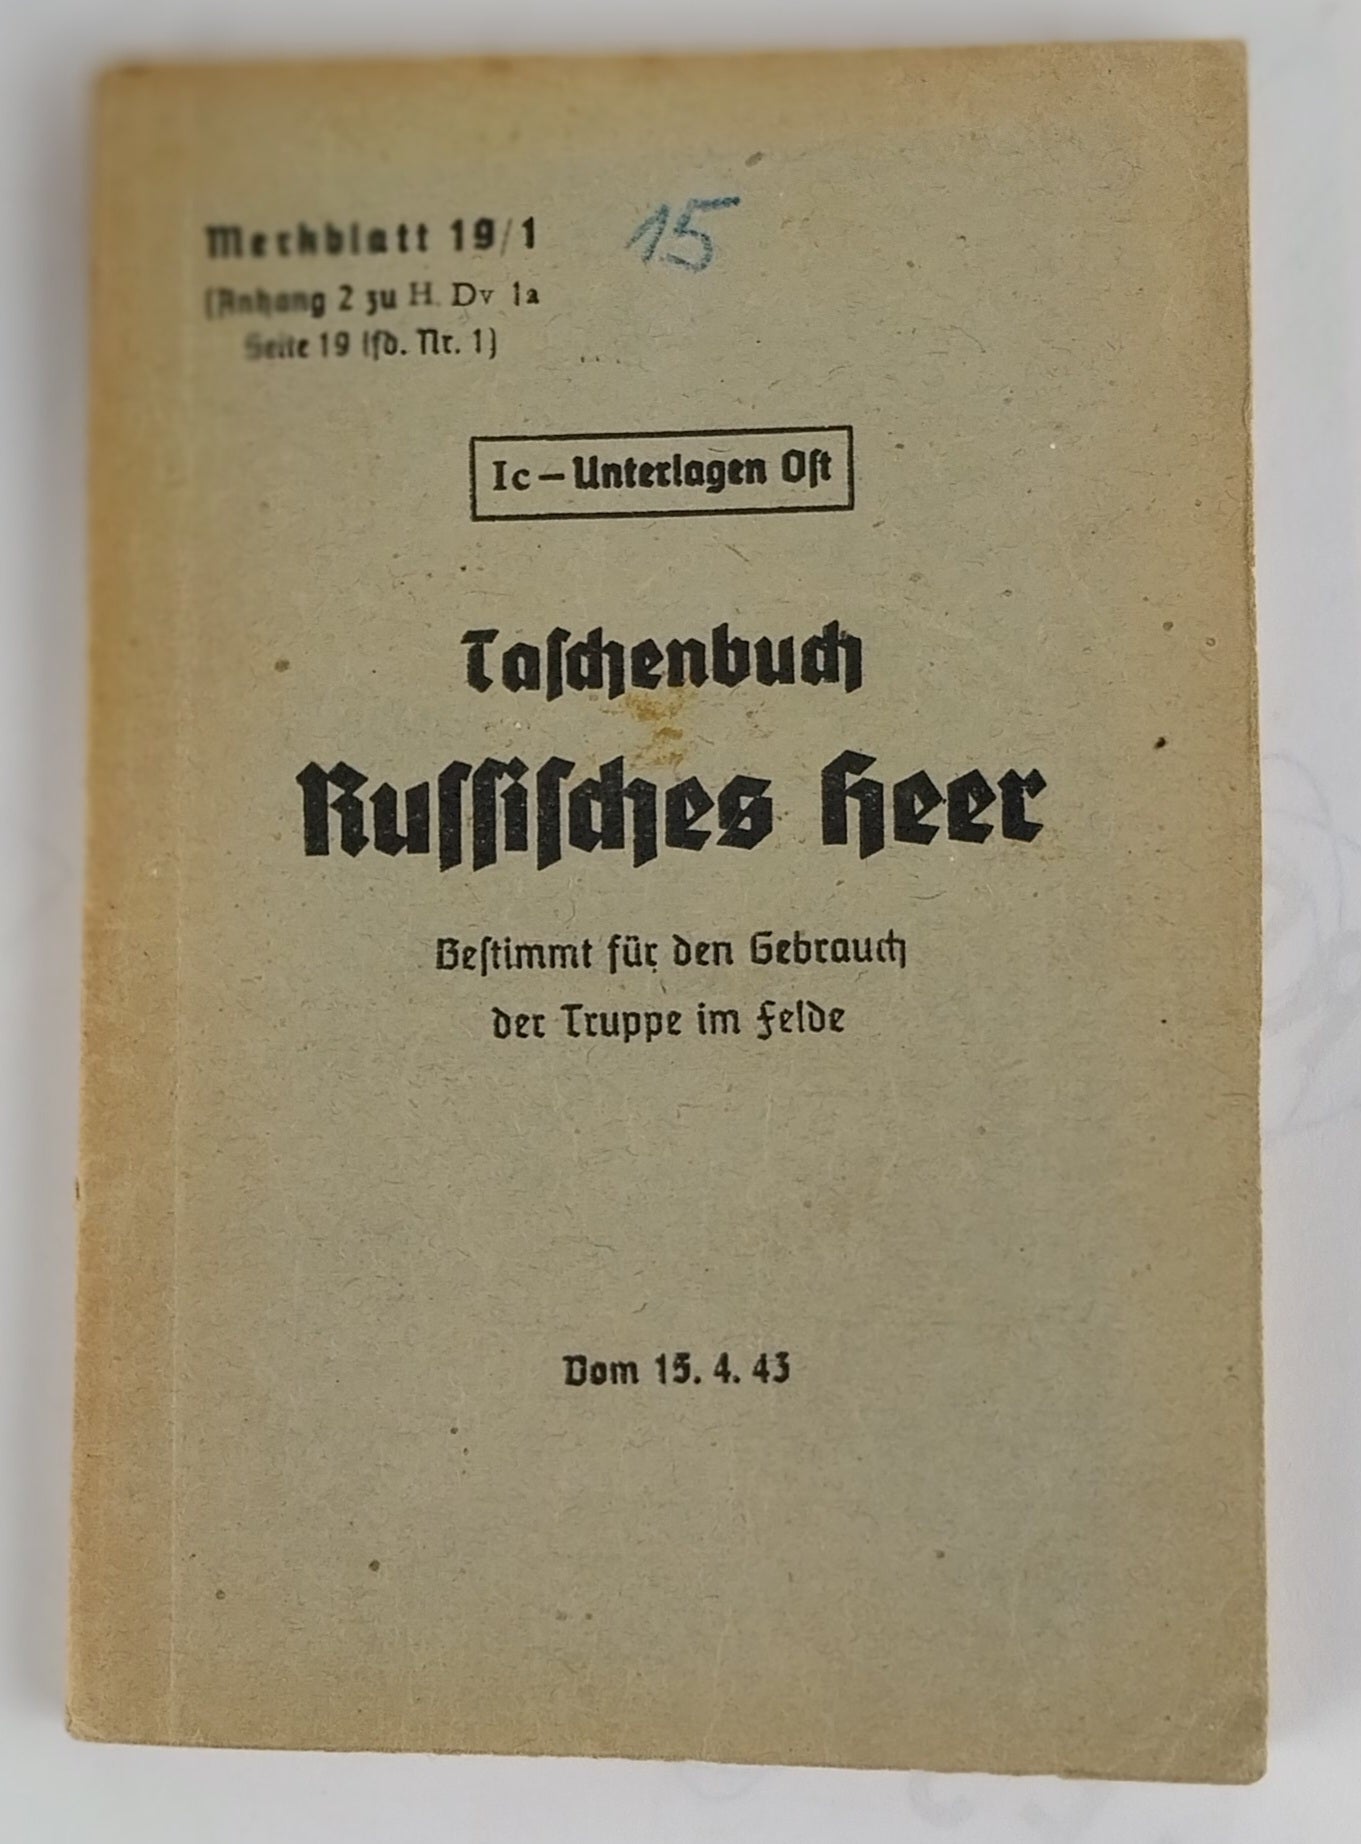 Merkblatt 19/1
15
(Anhang 2 zu H. Dv 1a
Seite 19 lfd. Nr. 1)
Ic – Unterlagen Oſt
Taſchenbuch
Ruſſiſches Heer
Beſtimmt für den Gebrauch
der Truppe im Felde
Vom 15. 4. 43